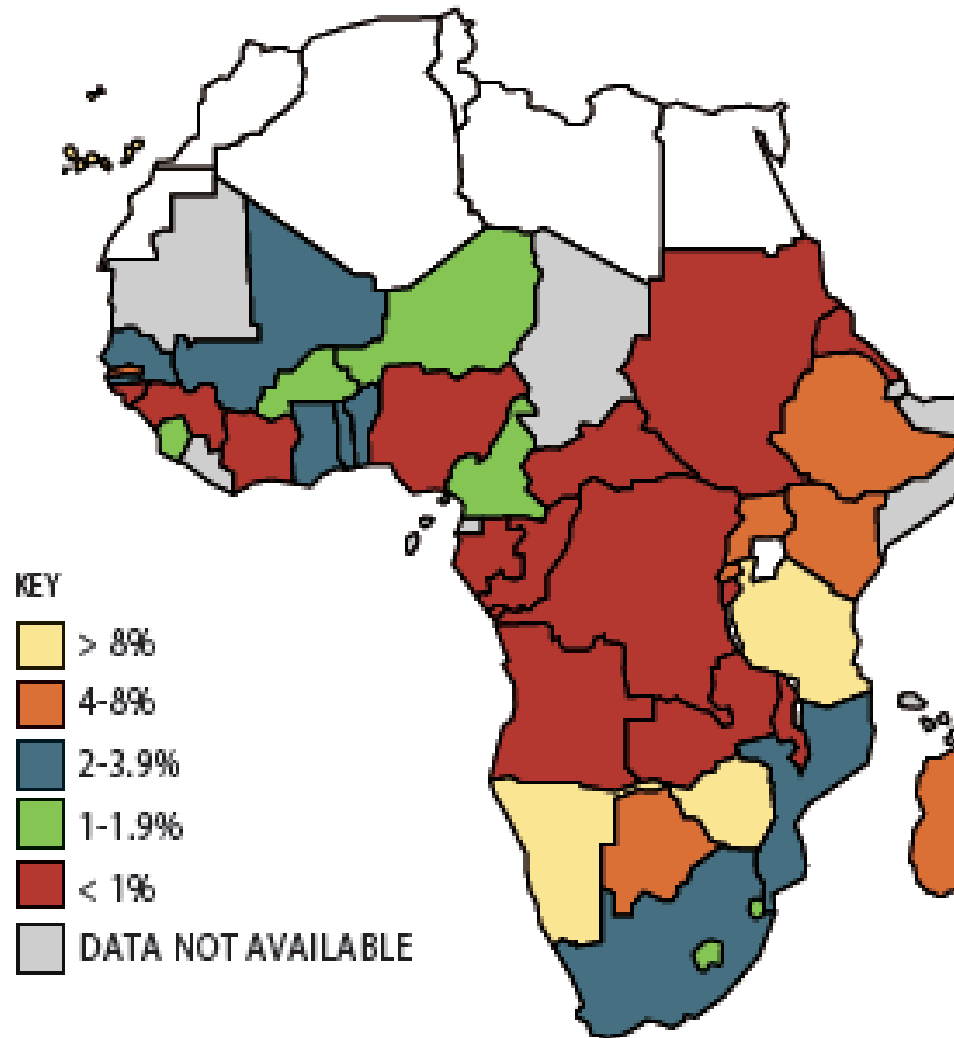 KEY
> 8%
4-8%
2-3.9%
1-1.9%
< 1%
DATA NOT AVAILABLE